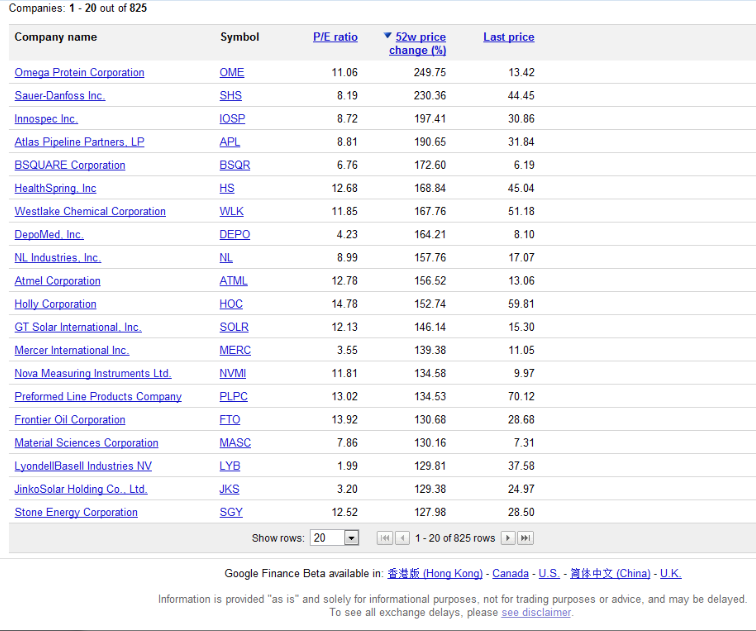 Companies: 1 - 20 out of 825
Company name Symbol P/E ratio 52w price change (%) Last price
Omega Protein Corporation OME 11.06 249.75 13.42
Sauer-Danfoss Inc. SHS 8.19 230.36 44.45
Innospec Inc. IOSP 8.72 197.41 30.86
Atlas Pipeline Partners, LP APL 8.81 190.65 31.84
BSQUARE Corporation BSQR 6.76 172.60 6.19
HealthSpring, Inc HS 12.68 168.84 45.04
Westlake Chemical Corporation WLK 11.85 167.76 51.18
DepoMed, Inc. DEPO 4.23 164.21 8.10
NL Industries, Inc. NL 8.99 157.76 17.07
Atmel Corporation ATML 12.78 156.52 13.06
Holly Corporation HOC 14.78 152.74 59.81
GT Solar International, Inc. SOLR 12.13 146.14 15.30
Mercer International Inc. MERC 3.55 139.38 11.05
Nova Measuring Instruments Ltd. NVMI 11.81 134.58 9.97
Preformed Line Products Company PLPC 13.02 134.53 70.12
Frontier Oil Corporation FTO 13.92 130.68 28.68
Material Sciences Corporation MASC 7.86 130.16 7.31
LyondellBasell Industries NV LYB 1.99 129.81 37.58
JinkoSolar Holding Co., Ltd. JKS 3.20 129.38 24.97
Stone Energy Corporation SGY 12.52 127.98 28.50
Show rows: 20 1 - 20 of 825 rows
Google Finance Beta available in: 香港版 (Hong Kong) - Canada - U.S. - 简体中文 (China) - U.K.
Information is provided "as is" and solely for informational purposes, not for trading purposes or advice, and may be delayed.
To see all exchange delays, please see disclaimer.